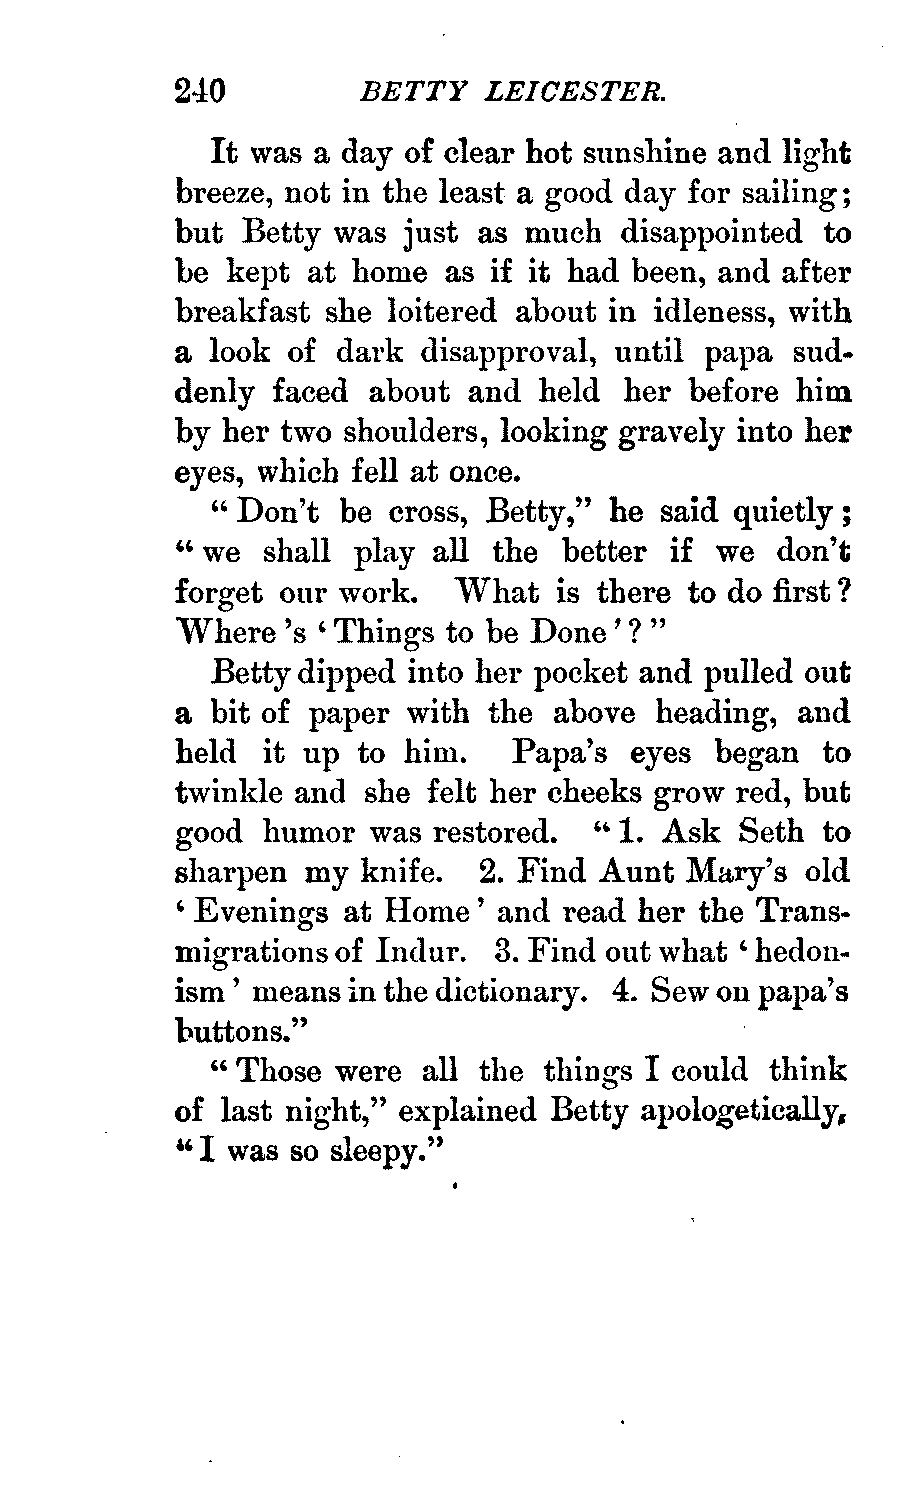 240 BETTY LEICESTER.
It was a day of clear hot sunshine and light
breeze, not in the least a good day for sailing;
but Betty was just as much disappointed to
be kept at home as if it had been, and after
breakfast she loitered about in idleness, with
a look of dark disapproval, until papa sud-
denly faced about and held her before him
by her two shoulders, looking gravely into her
eyes, which fell at once.
“Don't be cross, Betty,” he said quietly;
“we shall play all the better if we don't
forget our work. What is there to do first?
Where 's ‘Things to be Done’?”
Betty dipped into her pocket and pulled out
a bit of paper with the above heading, and
held it up to him. Papa's eyes began to
twinkle and she felt her cheeks grow red, but
good humor was restored. “1. Ask Seth to
sharpen my knife. 2. Find Aunt Mary's old
‘Evenings at Home’ and read her the Trans-
migrations of Indur. 3. Find out what ‘hedon-
ism’ means in the dictionary. 4. Sew on papa's
buttons.”
“Those were all the things I could think
of last night,” explained Betty apologetically,
“I was so sleepy.”